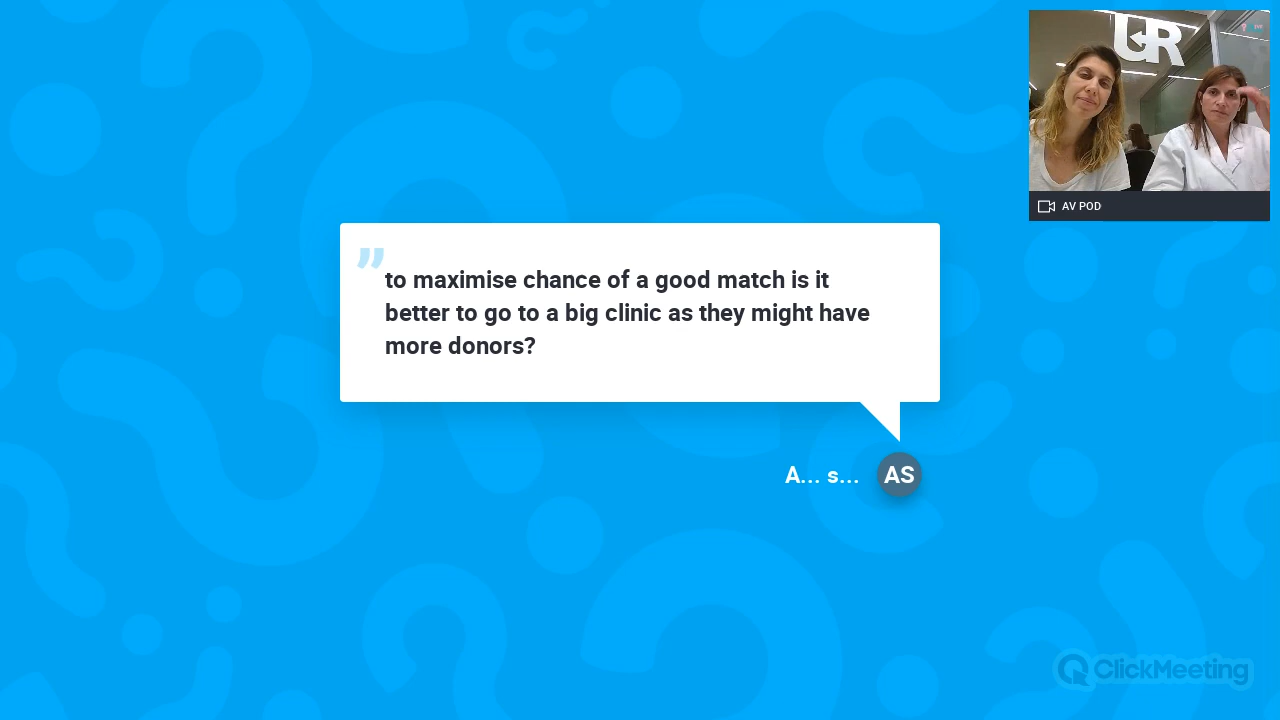 UR
AV POD
"
to maximise chance of a good match is it
better to go to a big clinic as they might have
more donors?
A... s...
AS
ClickMeeting